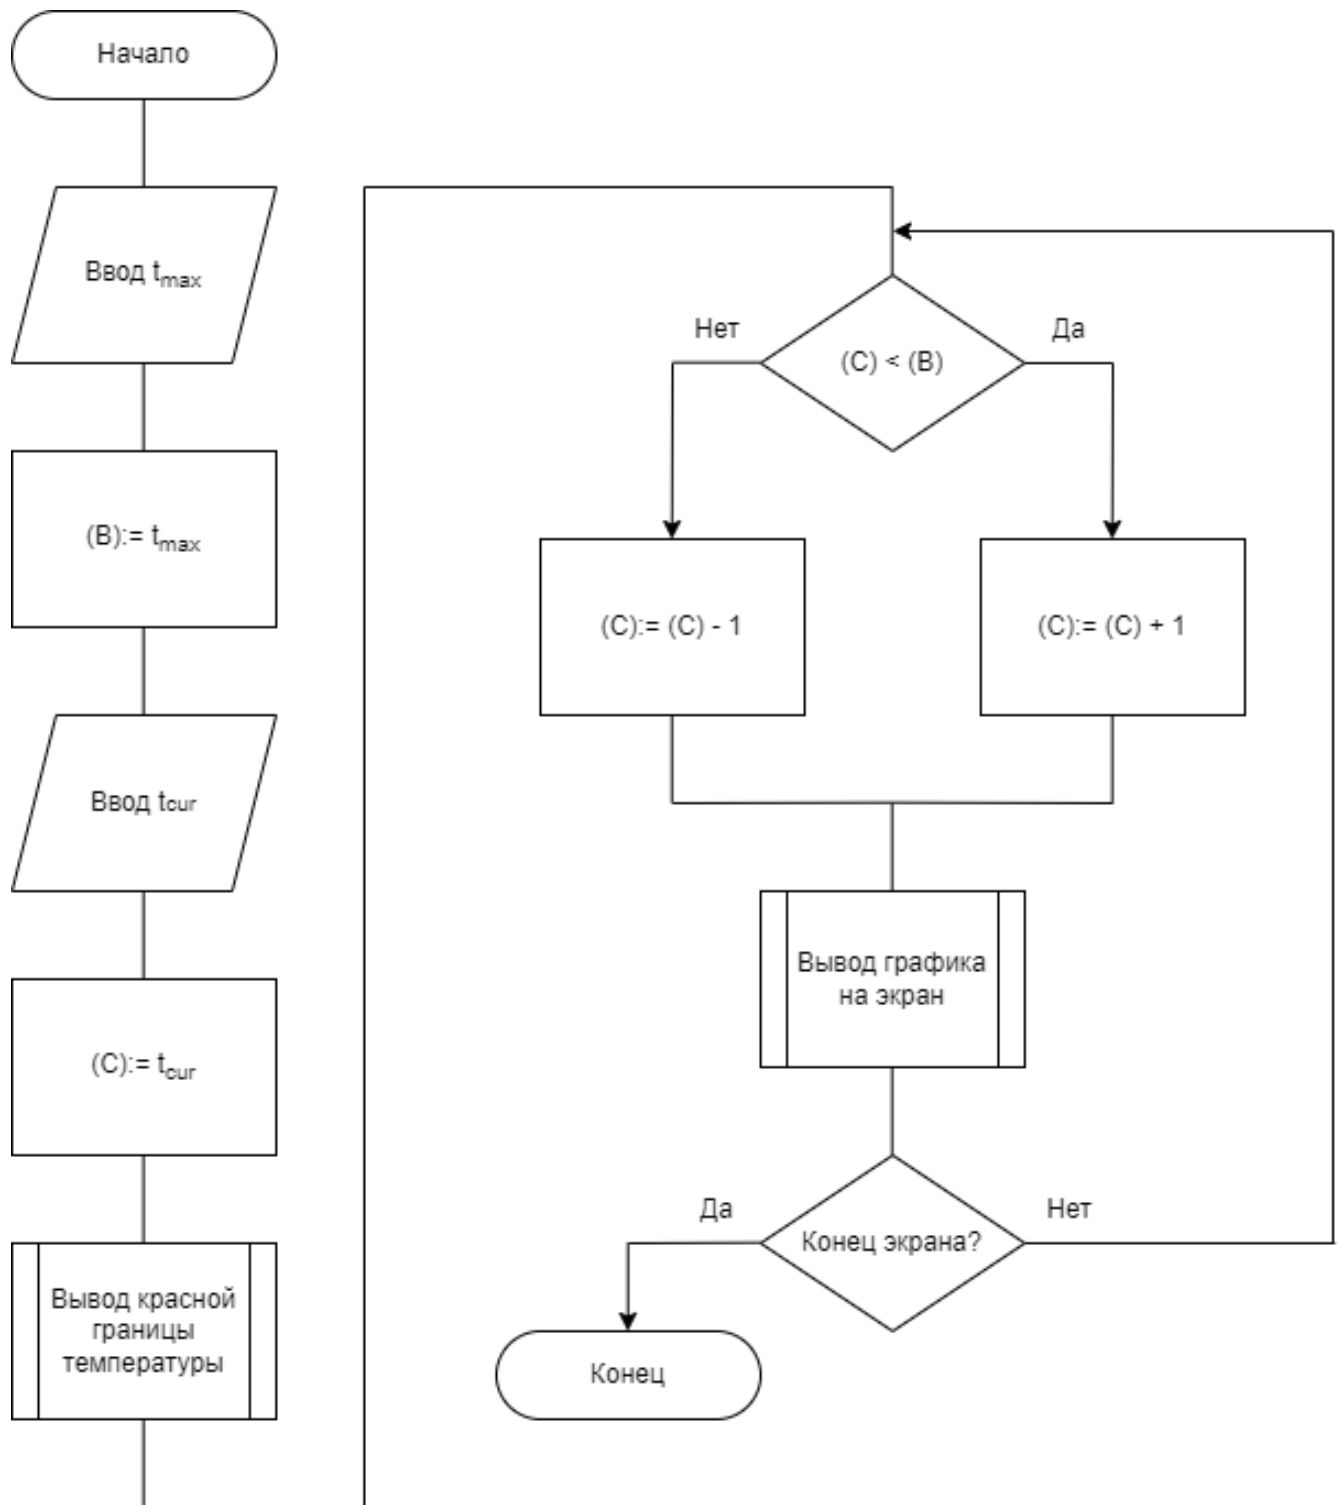 Начало
Ввод tmax
(B):= tmax
Ввод tcur
(C):= tcur
Вывод красной
границы
температуры
(C) < (B)
Нет
Да
(C):= (C) - 1
(C):= (C) + 1
Вывод графика
на экран
Конец экрана?
Да
Нет
Конец